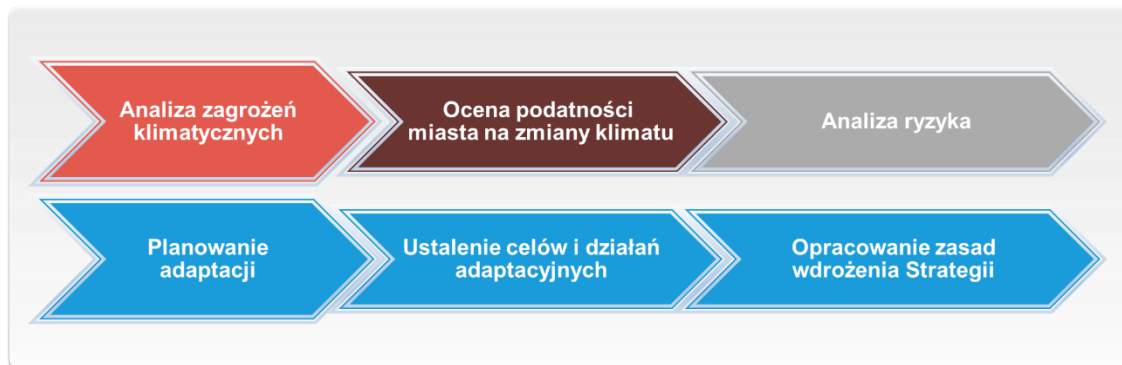 Analiza zagrożeń
klimatycznych
Ocena podatności
miasta na zmiany klimatu
Analiza ryzyka
Planowanie
adaptacji
Ustalenie celów i działań
adaptacyjnych
Opracowanie zasad
wdrożenia Strategii